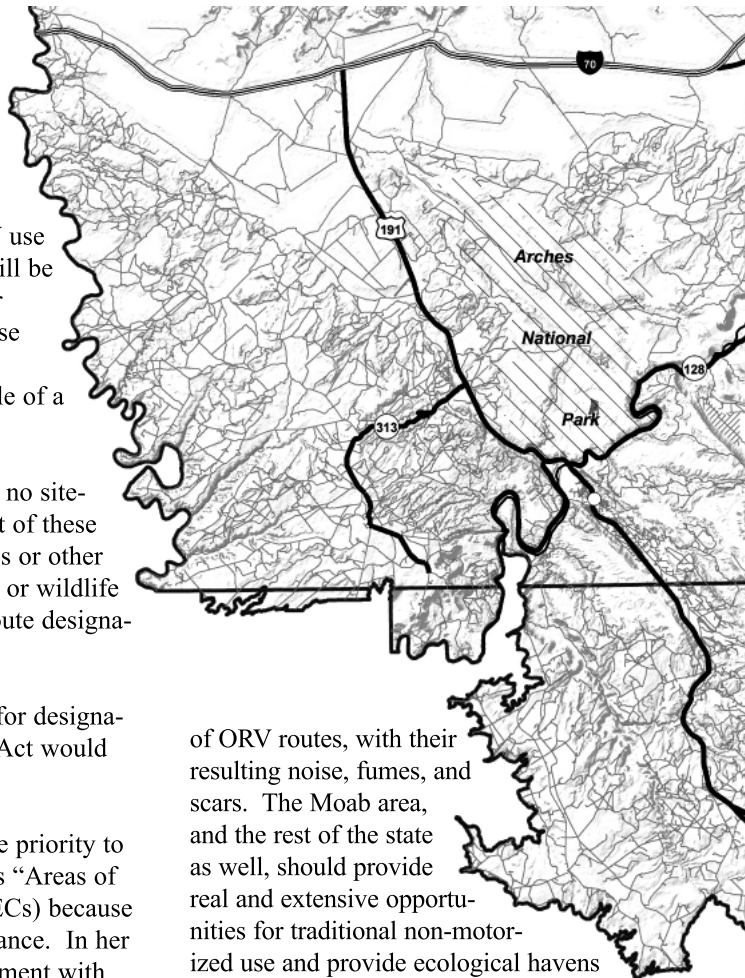 70
191
Arches
National
Park
128
313
use
ill be
r
se
le of a
no site-
t of these
s or other
or wildlife
oute designa-
for designa-
Act would
e priority to
s “Areas of
ECs) because
ance. In her
ment with
of ORV routes, with their
resulting noise, fumes, and
scars. The Moab area,
and the rest of the state
as well, should provide
real and extensive opportu-
nities for traditional non-motor-
ized use and provide ecological havens